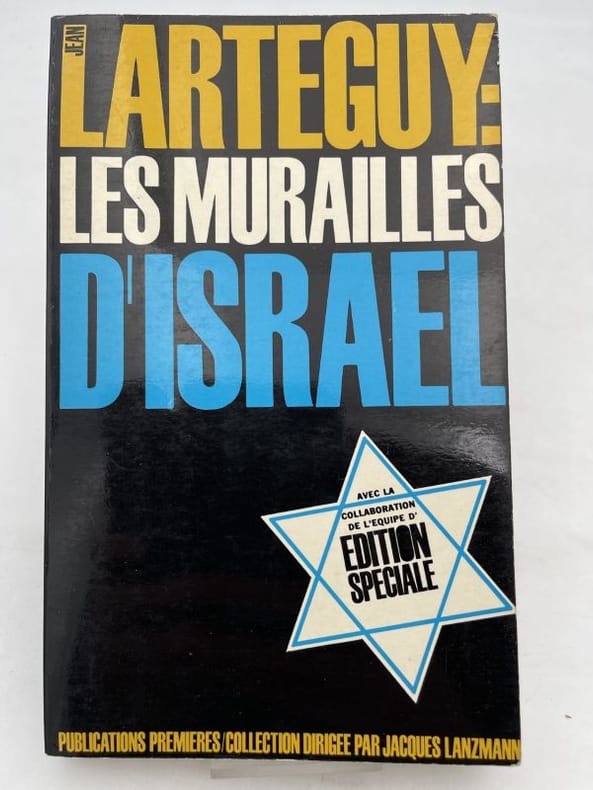 JEAN
LARTEGUY:
LES MURAILLES
D'ISRAEL
AVEC LA
COLLABORATION
DE L'EQUIPE D'
EDITION
SPECIALE
PUBLICATIONS PREMIERES/COLLECTION DIRIGEE PAR JACQUES LANZMANN